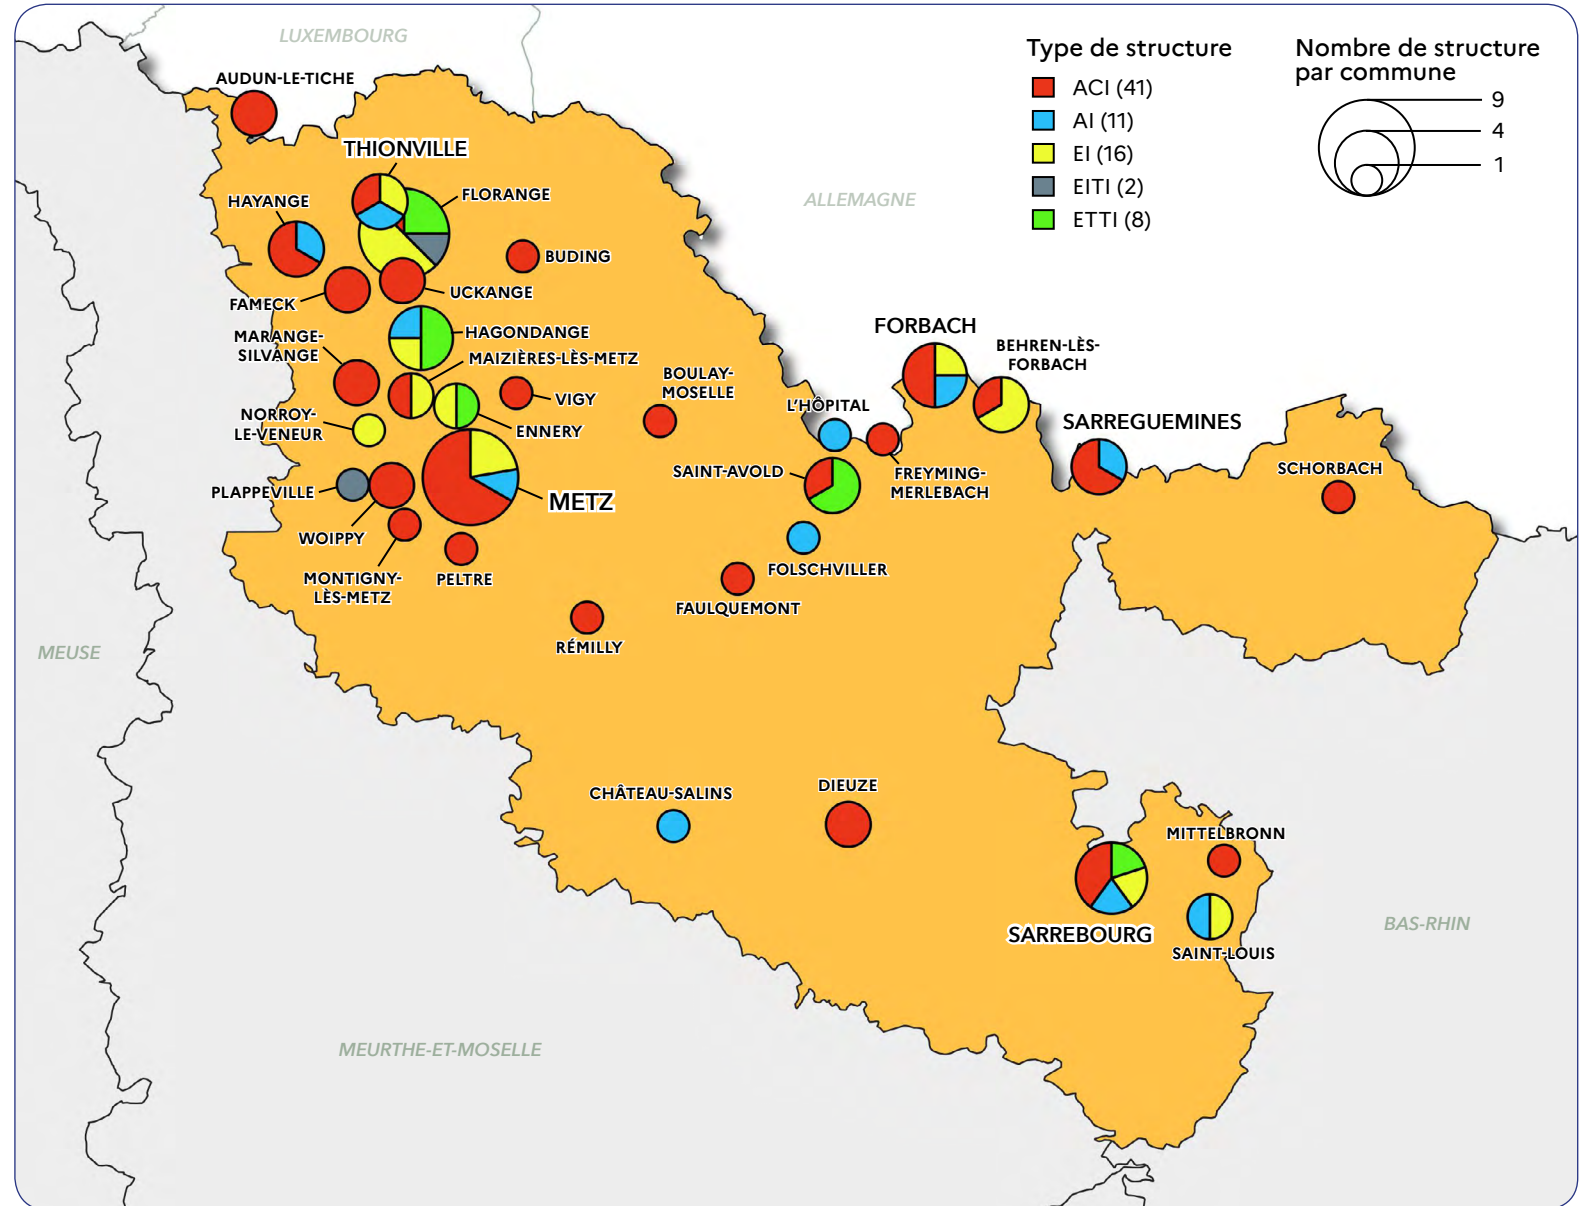 LUXEMBOURG
Type de structure
ACI (41)
AI (11)
EI (16)
EITI (2)
ETTI (8)
Nombre de structure
par commune
9
4
1
AUDUN-LE-TICHE
THIONVILLE
FLORANGE
HAYANGE
ALLEMAGNE
BUDING
UCKANGE
FAMECK
HAGONDANGE
MARANGE-
SILVANGE
MAIZIÈRES-LÈS-METZ
FORBACH
BEHREN-LÈS-
FORBACH
BOULAY-
MOSELLE
VIGY
L'HÔPITAL
NORROY-
LE-VENEUR
ENNERY
SARREGUEMINES
SAINT-AVOLD
FREYMING-
MERLEBACH
SCHORBACH
PLAPPEVILLE
METZ
WOIPPY
MONTIGNY-
LÈS-METZ
PELTRE
FOLSCHVILLER
FAULQUEMONT
RÉMILLY
MEUSE
CHÂTEAU-SALINS
DIEUZE
MITTELBRONN
SARREBOURG
SAINT-LOUIS
BAS-RHIN
MEURTHE-ET-MOSELLE